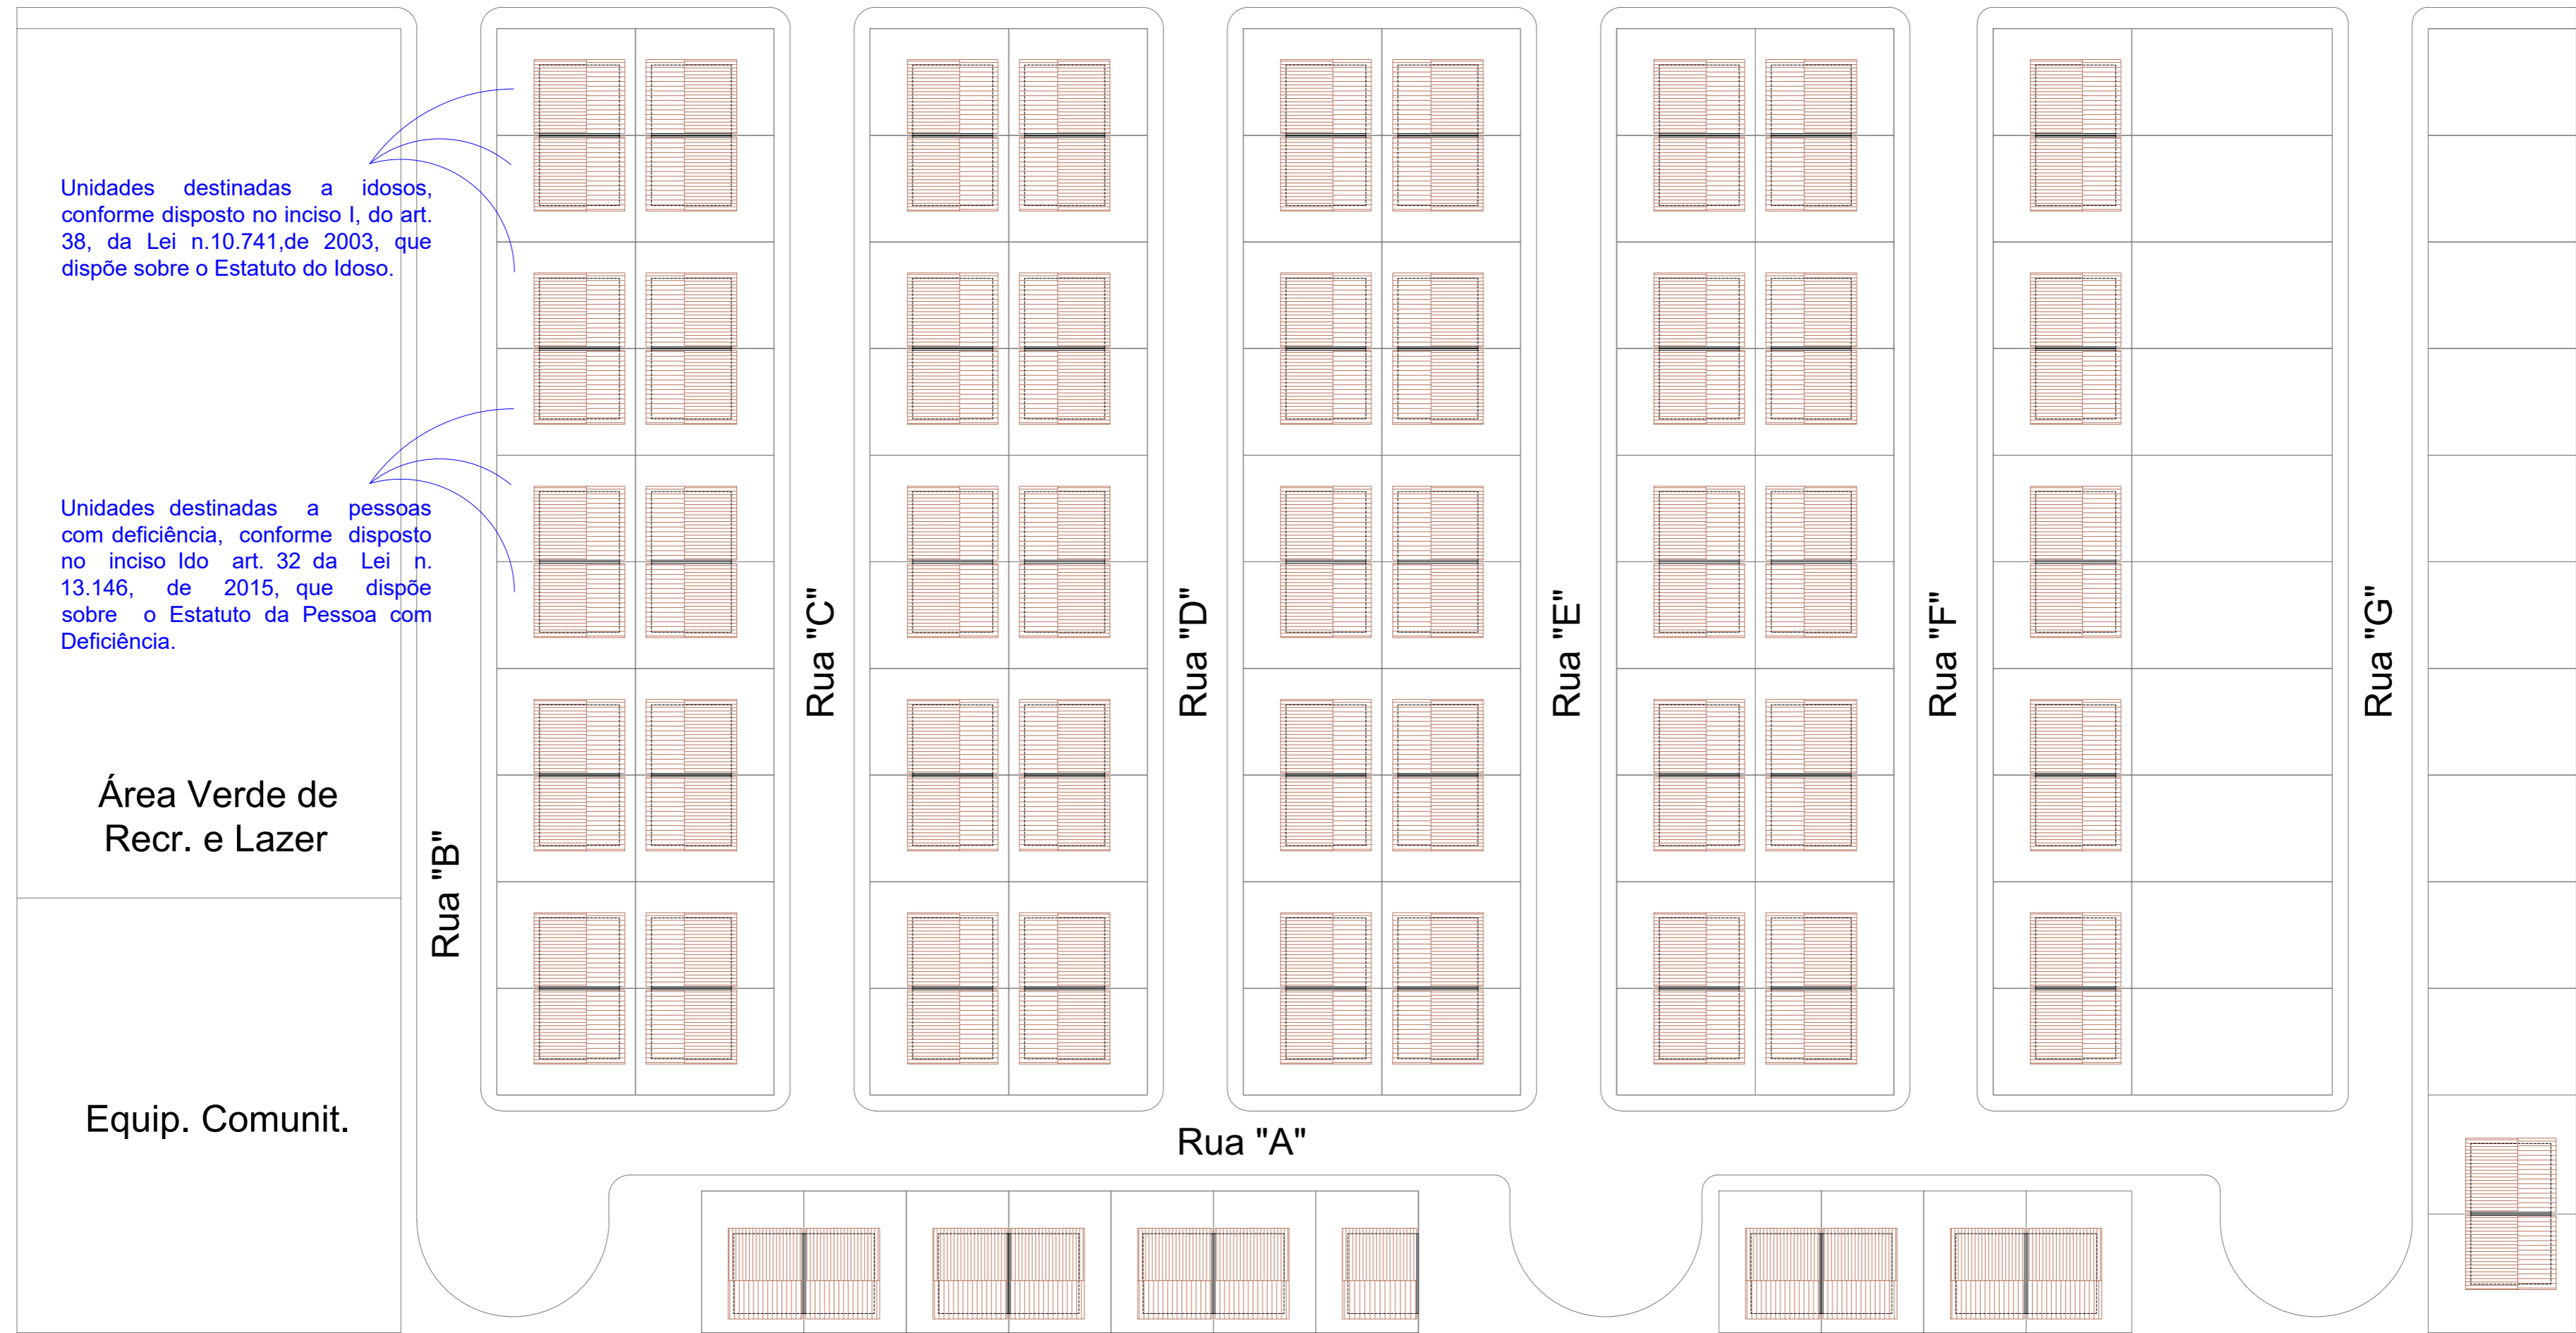 Unidades destinadas a idosos,
conforme disposto no inciso I, do art.
38, da Lei n.10.741,de 2003, que
dispõe sobre o Estatuto do Idoso.
Unidades destinadas a pessoas
com deficiência, conforme disposto
no inciso Ido art. 32 da Lei n.
13.146, de 2015, que dispõe
sobre o Estatuto da Pessoa com
Deficiência.
Área Verde de
Recr. e Lazer
Equip. Comunit.
Rua "B"
Rua "C"
Rua "D"
Rua "E"
Rua "F"
Rua "G"
Rua "A"